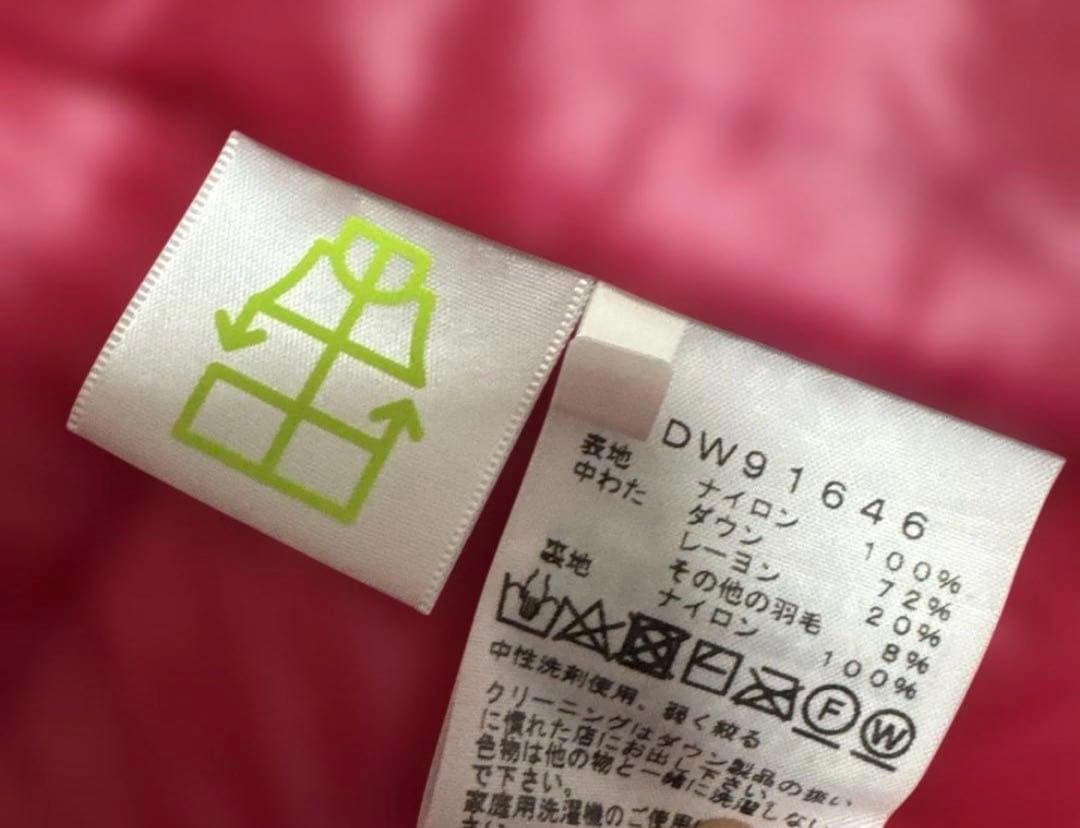 DW91646
表地 ナイロン 100%
中わた ダウン 72%
レーヨン 20%
その他の羽毛 8%
裏地 ナイロン 100%
F W
中性洗剤使用、弱く絞る
クリーニングはダウン製品の扱い
に慣れた店にお出し下さい
色物は他の物と一緒に洗濯しない
で下さい。
家庭用洗濯機のご使用